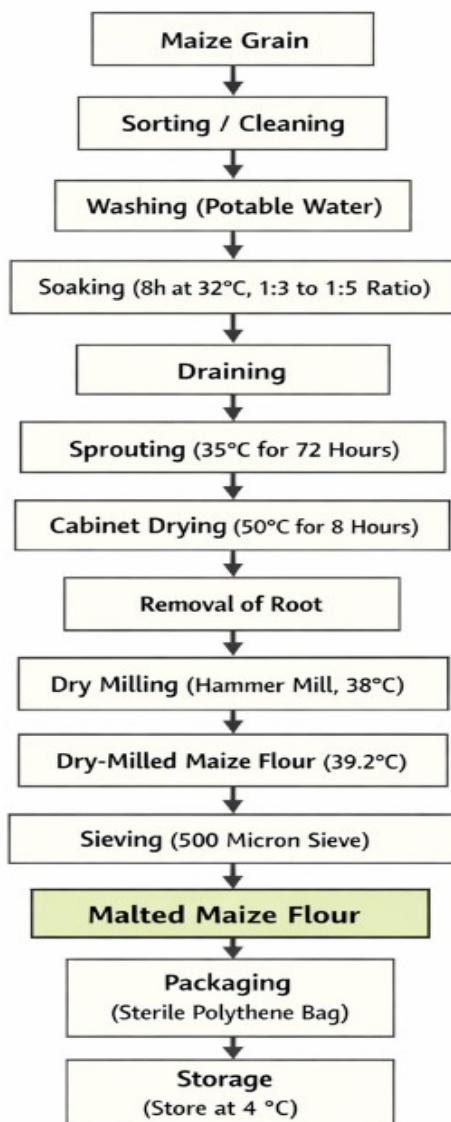 Maize Grain
Sorting / Cleaning
Washing (Potable Water)
Soaking (8h at 32°C, 1:3 to 1:5 Ratio)
Draining
Sprouting (35°C for 72 Hours)
Cabinet Drying (50°C for 8 Hours)
Removal of Root
Dry Milling (Hammer Mill, 38°C)
Dry-Milled Maize Flour (39.2°C)
Sieving (500 Micron Sieve)
Malted Maize Flour
Packaging
(Sterile Polythene Bag)
Storage
(Store at 4 °C)